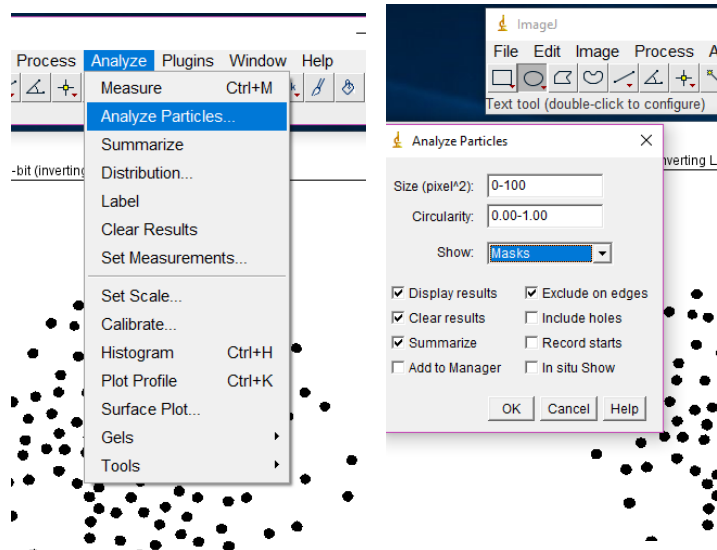 Process Analyze Plugins Window Help
Measure Ctrl+M
Analyze Particles...
Summarize
-bit (inverting
Distribution...
Label
Clear Results
Set Measurements...
Set Scale...
Calibrate...
Histogram Ctrl+H
Plot Profile Ctrl+K
Surface Plot...
Gels
Tools
ImageJ
File Edit Image Process A
Text tool (double-click to configure)
Analyze Particles
nverting L
Size (pixel^2): 0-100
Circularity: 0.00-1.00
Show: Masks
Display results Exclude on edges
Clear results Include holes
Summarize Record starts
Add to Manager In situ Show
OK Cancel Help